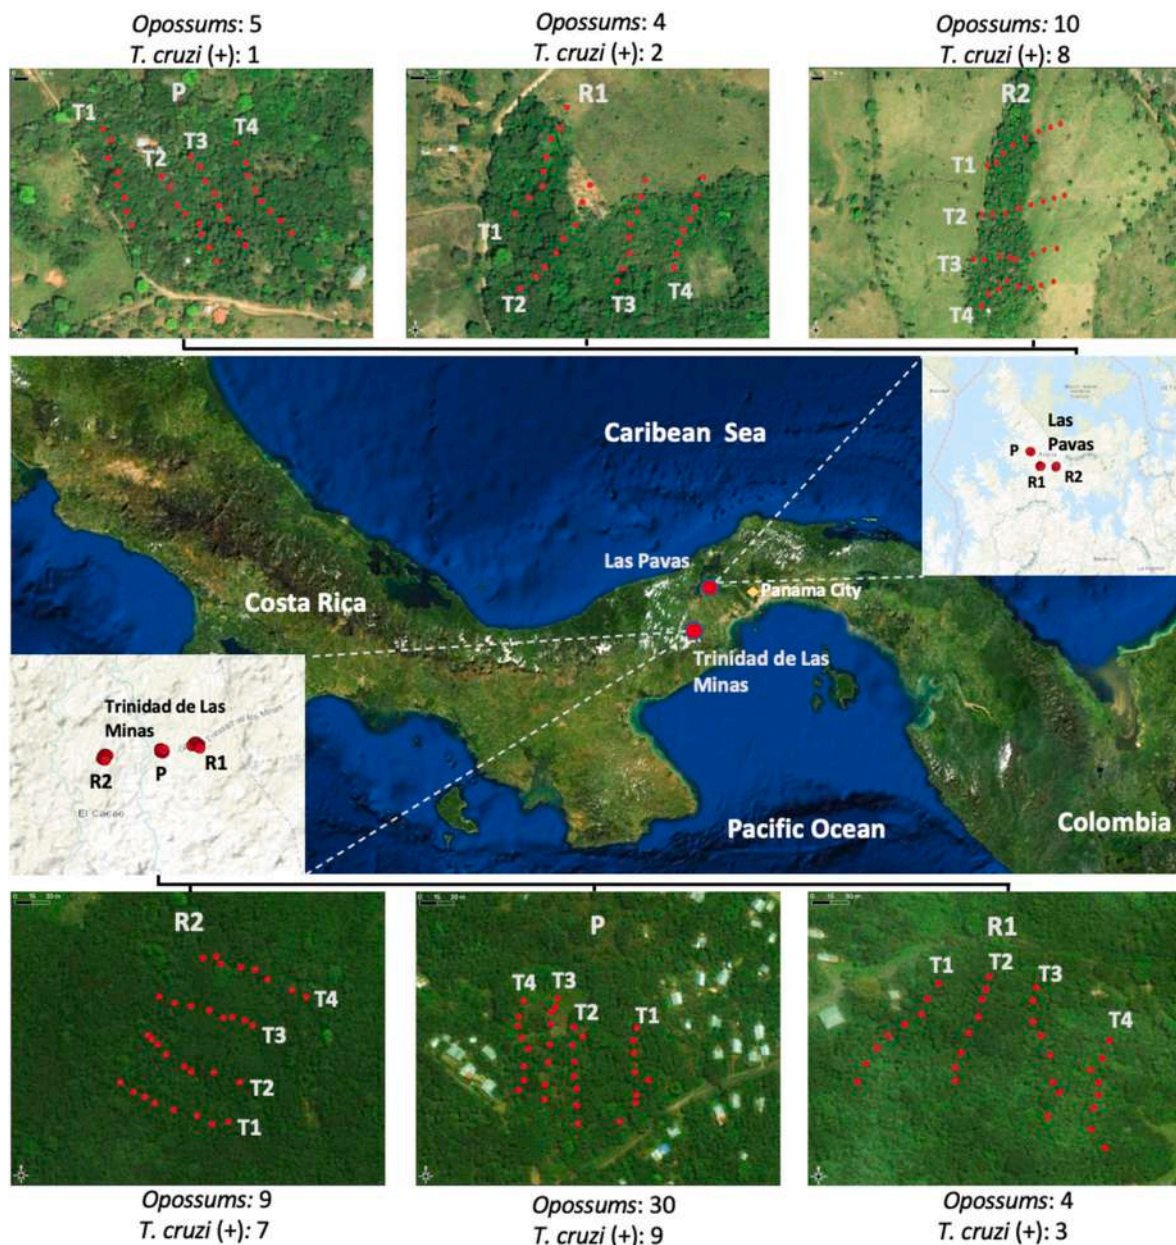 Opossums: 5
T. cruzi (+): 1
Opossums: 4
T. cruzi (+): 2
Opossums: 10
T. cruzi (+): 8
P
T1
T2
T3
T4
R1
T1
T2
T3
T4
R2
T1
T2
T3
T4
Caribean Sea
Las Pavas
Costa Rica
Panama City
Trinidad de Las
Minas
Pacific Ocean
Colombia
Las
Pavas
P
R1
R2
Trinidad de Las
Minas
Trinidad de las Minas
R2
P
R1
El Cacao
R2
T4
T3
T2
T1
P
T4
T3
T2
T1
R1
T1
T2
T3
T4
Opossums: 9
T. cruzi (+): 7
Opossums: 30
T. cruzi (+): 9
Opossums: 4
T. cruzi (+): 3